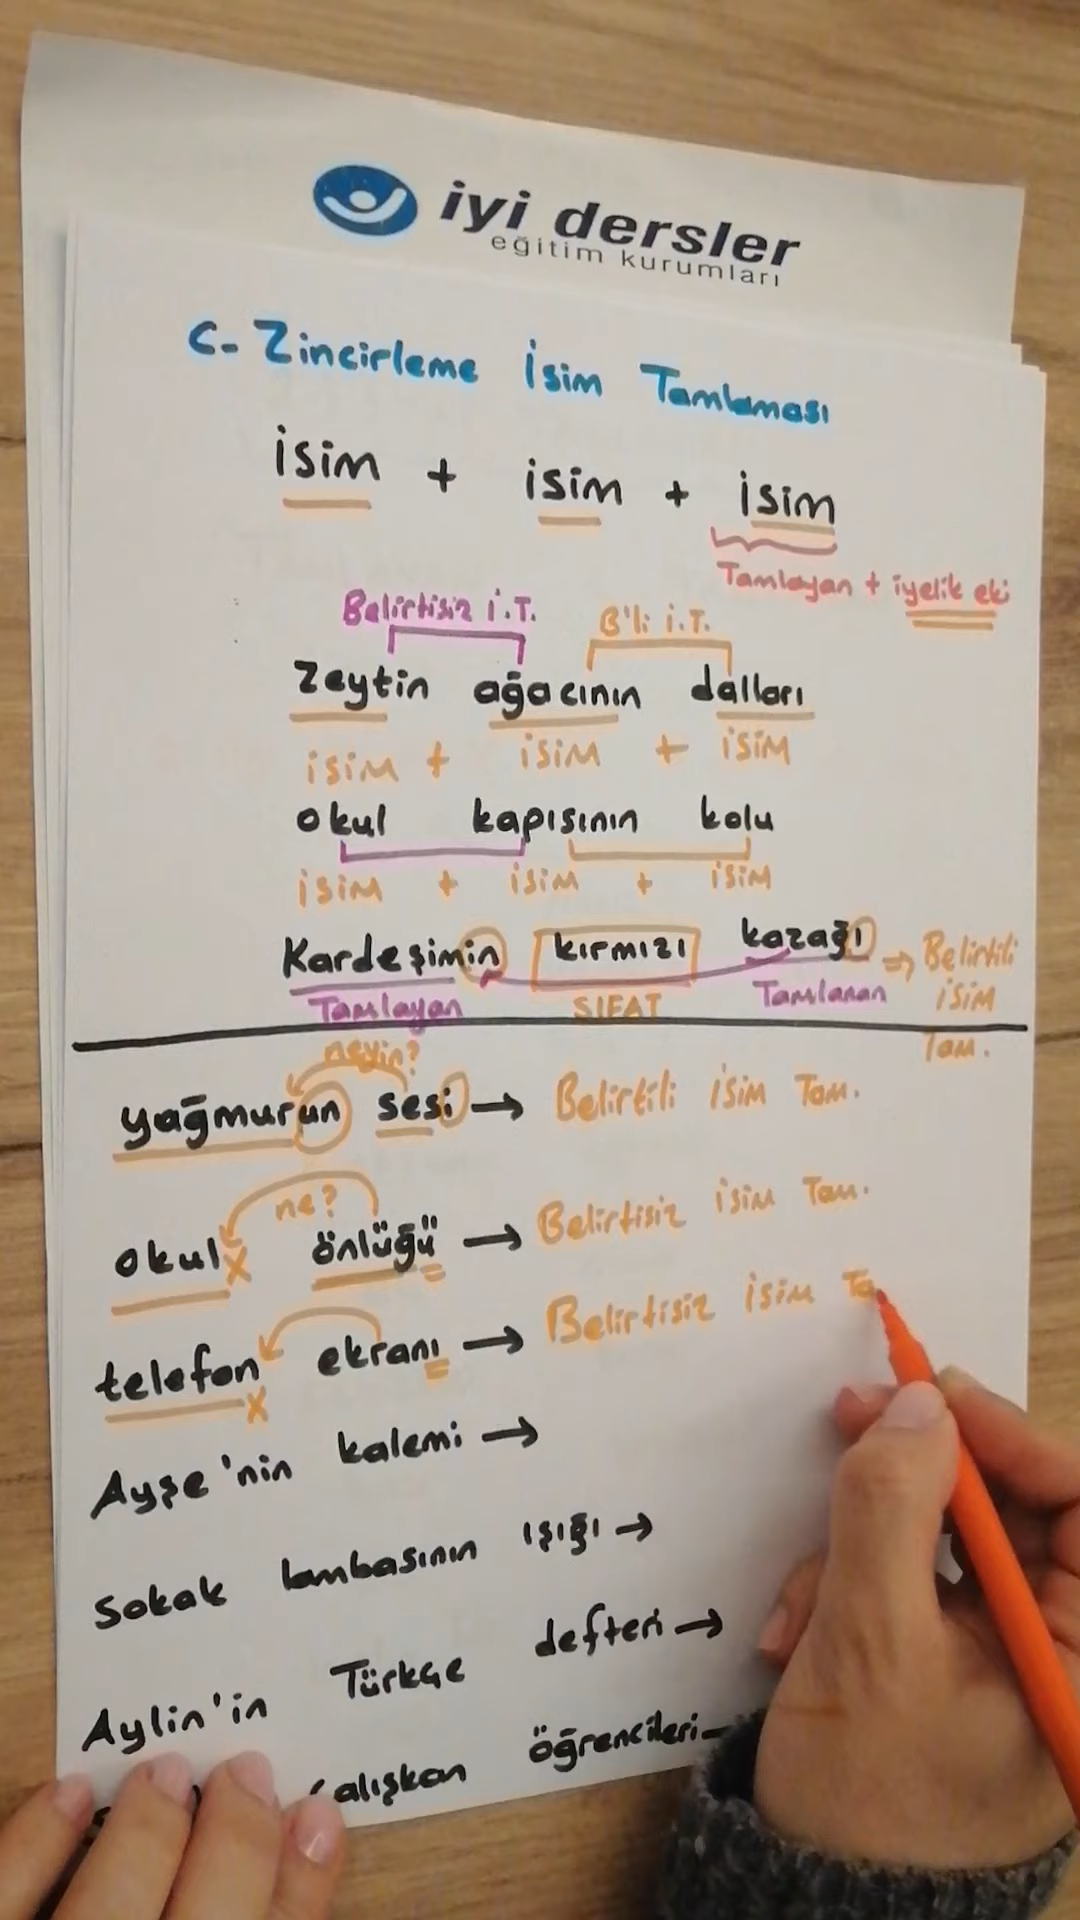 iyi dersler
eğitim kurumları
C- Zincirleme İsim Tamlaması
isim + isim + isim
Tamlayan + iyelik eki
Belirtisiz i.T. B'li i.T.
Zeytin ağacının dalları
isim + isim + isim
okul kapısının kolu
isim + isim + isim
Kardeşimin kırmızı kazağı ⇒ Belirtili isim Tam.
Tamlayan SIFAT Tamlanan
neyin?
yağmurun sesi → Belirtili isim Tam.
ne?
okul x önlüğü → Belirtisiz isim Tam.
telefon x ekranı → Belirtisiz isim Ta
Ayşe'nin kalemi →
Sokak lambasının ışığı →
Aylin'in Türkçe defteri →
çalışkan öğrencileri